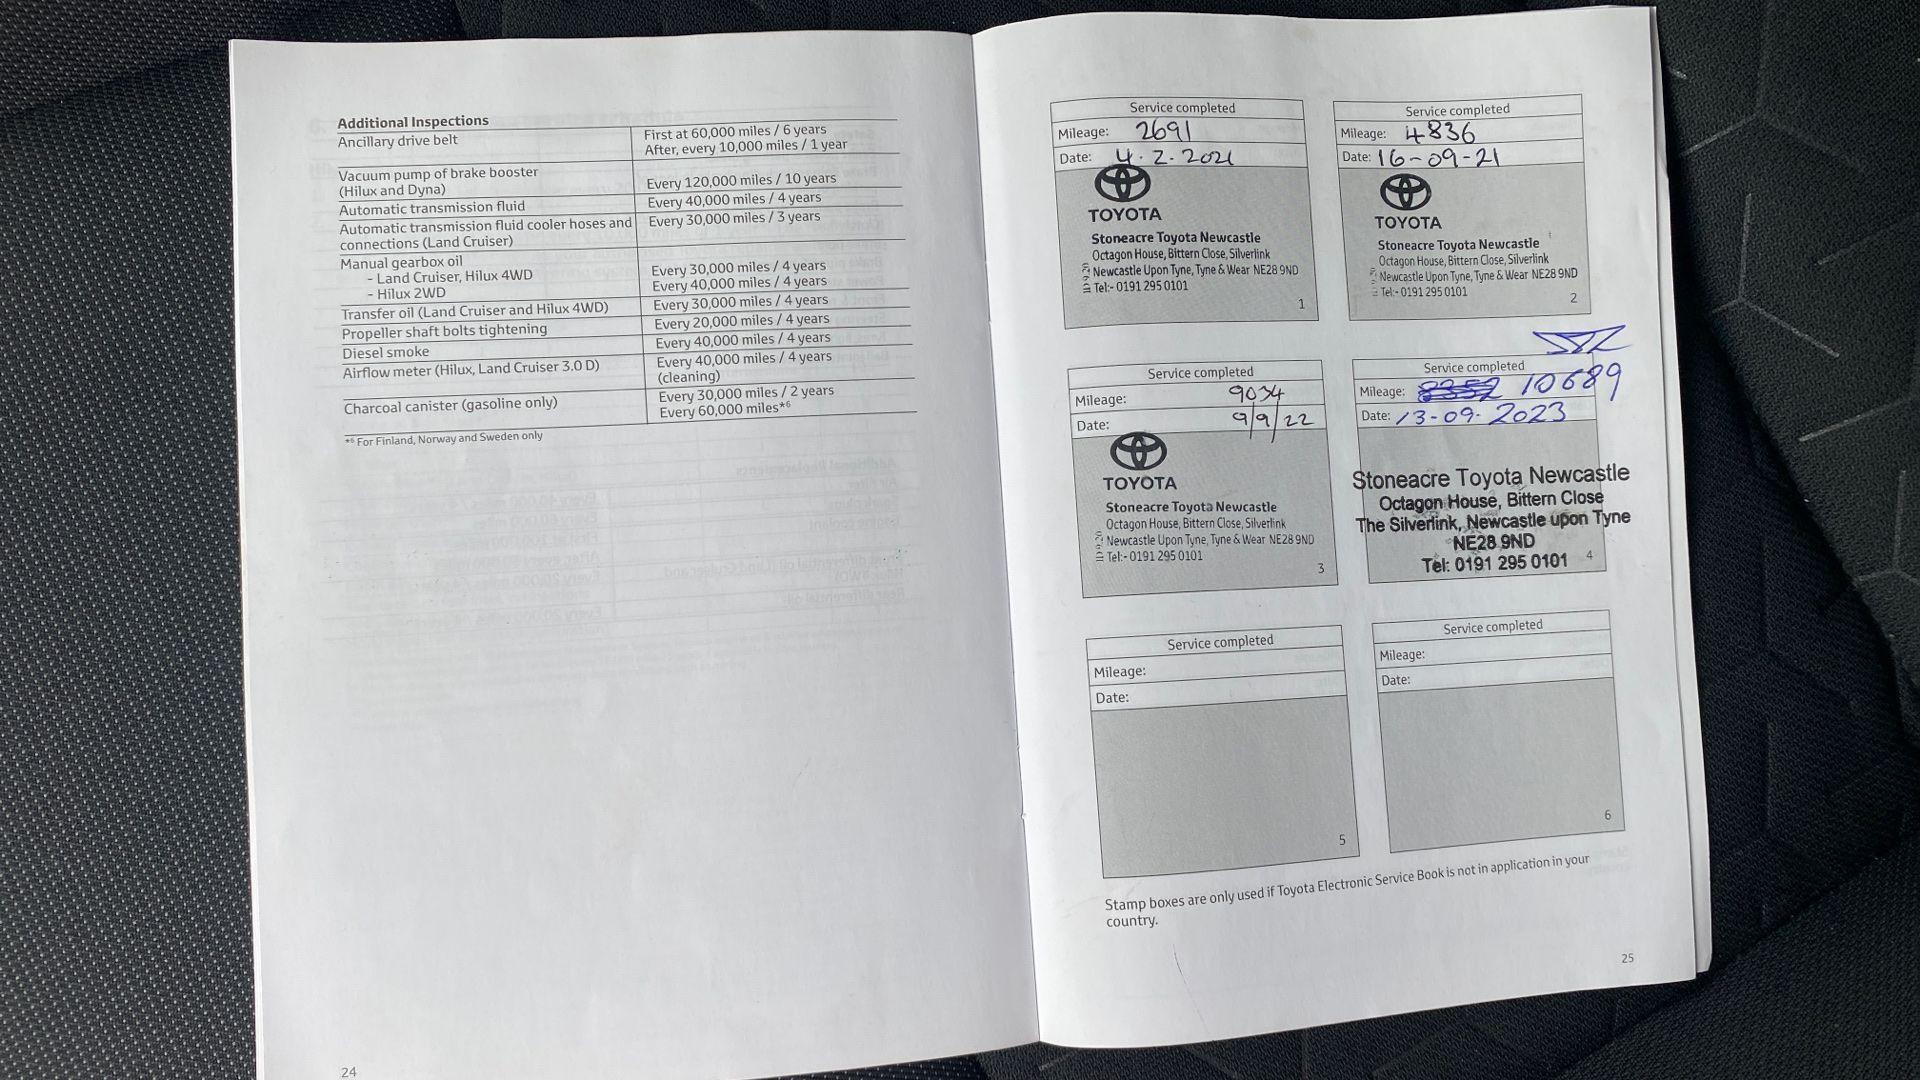 Additional Inspections
Ancillary drive belt
First at 60,000 miles / 6 years
After, every 10,000 miles / 1 year
Vacuum pump of brake booster
(Hilux and Dyna)
Every 120,000 miles / 10 years
Automatic transmission fluid
Every 40,000 miles / 4 years
Automatic transmission fluid cooler hoses and
connections (Land Cruiser)
Every 30,000 miles / 3 years
Manual gearbox oil
- Land Cruiser, Hilux 4WD
Every 30,000 miles / 4 years
- Hilux 2WD
Every 40,000 miles / 4 years
Transfer oil (Land Cruiser and Hilux 4WD)
Every 30,000 miles / 4 years
Propeller shaft bolts tightening
Every 20,000 miles / 4 years
Diesel smoke
Every 40,000 miles / 4 years
Airflow meter (Hilux, Land Cruiser 3.0 D)
Every 40,000 miles / 4 years
(cleaning)
Charcoal canister (gasoline only)
Every 30,000 miles / 2 years
Every 60,000 miles*6
*6 For Finland, Norway and Sweden only
24
Service completed
Mileage: 2691
Date: 4.2.2021
TOYOTA
Stoneacre Toyota Newcastle
Octagon House, Bittern Close, Silverlink
Newcastle Upon Tyne, Tyne & Wear NE28 9ND
Tel:- 0191 295 0101
1
Service completed
Mileage: 4836
Date: 16-09-21
TOYOTA
Stoneacre Toyota Newcastle
Octagon House, Bittern Close, Silverlink
Newcastle Upon Tyne, Tyne & Wear NE28 9ND
Tel:- 0191 295 0101
2
Service completed
Mileage: 9034
Date: 9/9/22
TOYOTA
Stoneacre Toyota Newcastle
Octagon House, Bittern Close, Silverlink
Newcastle Upon Tyne, Tyne & Wear NE28 9ND
Tel:- 0191 295 0101
3
Service completed
Mileage: 10689
Date: 13-09-2023
Stoneacre Toyota Newcastle
Octagon House, Bittern Close
The Silverlink, Newcastle upon Tyne
NE28 9ND
Tel: 0191 295 0101
4
Service completed
Mileage:
Date:
5
Service completed
Mileage:
Date:
6
Stamp boxes are only used if Toyota Electronic Service Book is not in application in your
country.
25